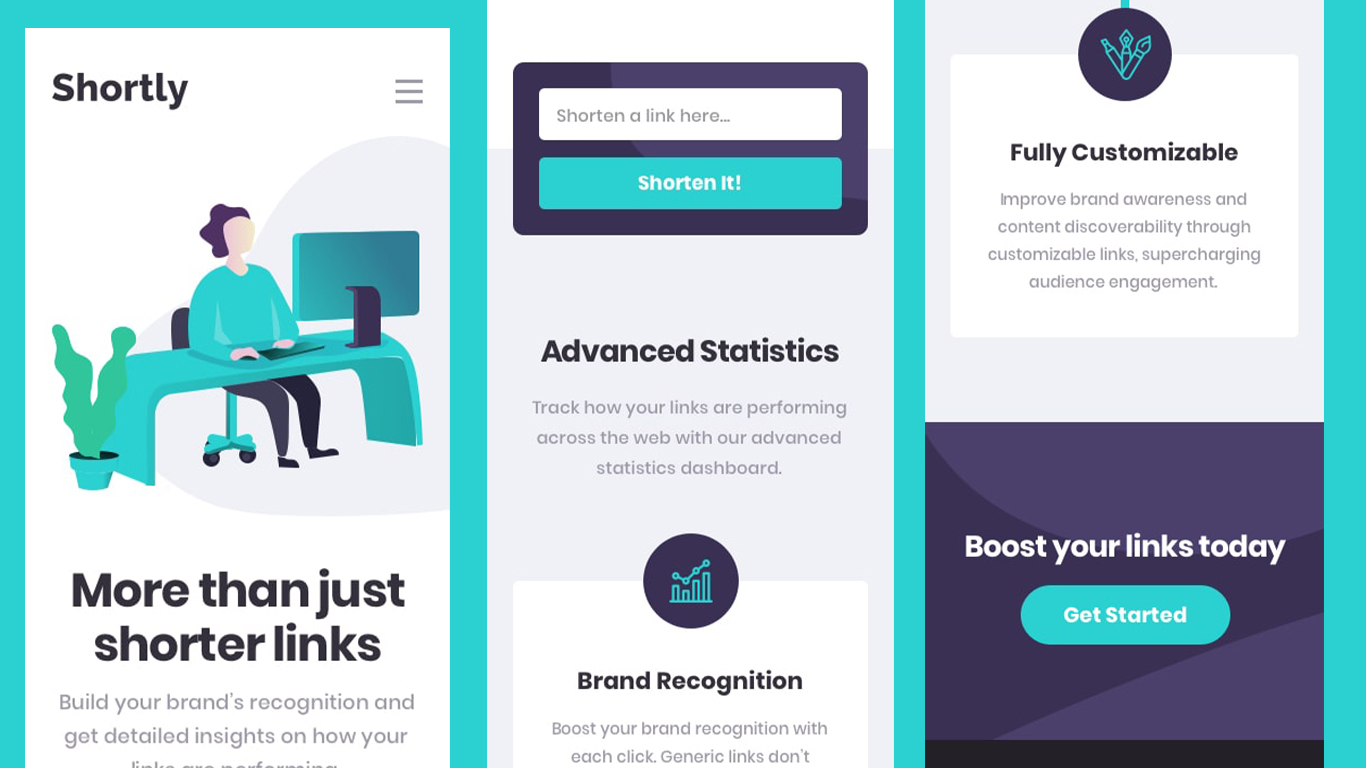 Shortly
More than just
shorter links
Build your brand's recognition and
get detailed insights on how your
links are performing.
Shorten a link here...
Shorten It!
Advanced Statistics
Track how your links are performing
across the web with our advanced
statistics dashboard.
Brand Recognition
Boost your brand recognition with
each click. Generic links don't
Fully Customizable
Improve brand awareness and
content discoverability through
customizable links, supercharging
audience engagement.
Boost your links today
Get Started